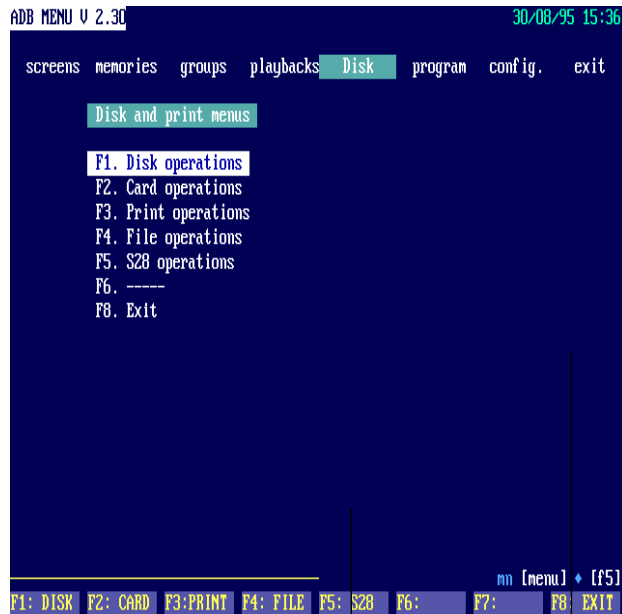 ADB MENU V 2.30 30/08/95 15:36
screens memories groups playbacks Disk program config. exit
Disk and print menus
F1. Disk operations
F2. Card operations
F3. Print operations
F4. File operations
F5. S28 operations
F6. -----
F8. Exit
mn [menu] ♦ [f5]
F1: DISK F2: CARD F3:PRINT F4: FILE F5: S28 F6: F7: F8: EXIT